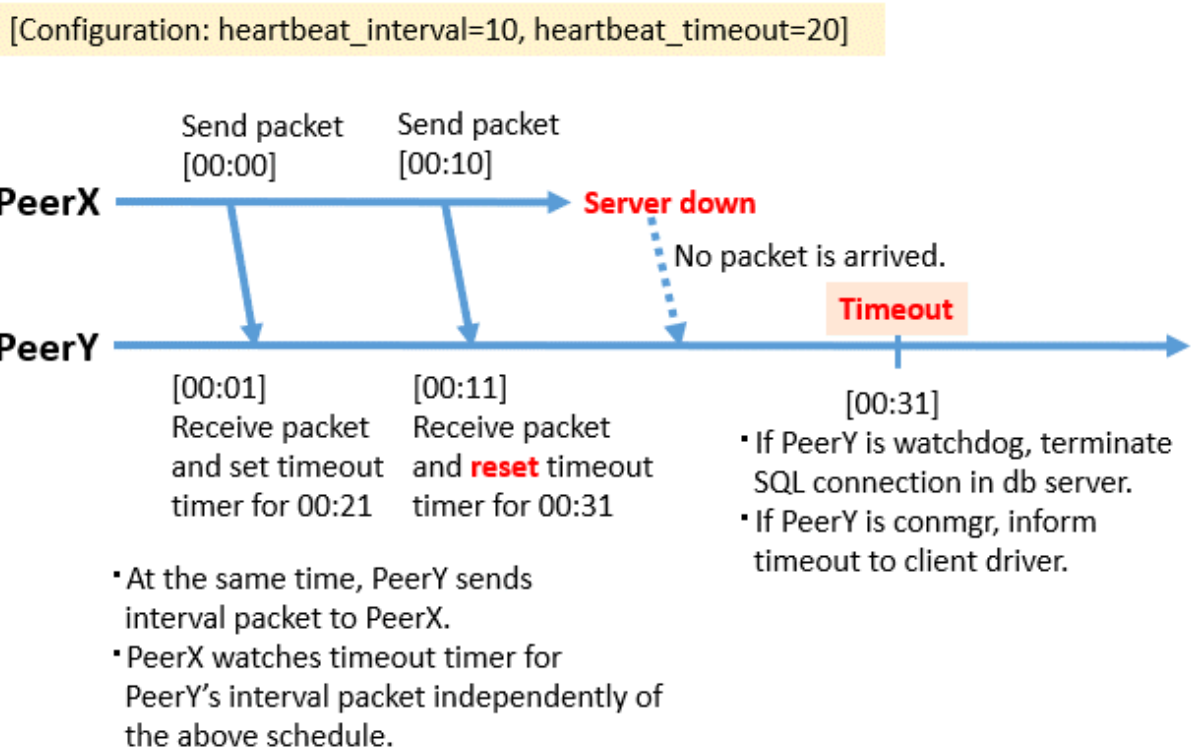 [Configuration: heartbeat_interval=10, heartbeat_timeout=20]
Send packet
[00:00]
Send packet
[00:10]
PeerX
Server down
No packet is arrived.
Timeout
PeerY
[00:01]
Receive packet
and set timeout
timer for 00:21
[00:11]
Receive packet
and reset timeout
timer for 00:31
[00:31]
・If PeerY is watchdog, terminate
SQL connection in db server.
・If PeerY is conmgr, inform
timeout to client driver.
・At the same time, PeerY sends
interval packet to PeerX.
・PeerX watches timeout timer for
PeerY’s interval packet independently of
the above schedule.